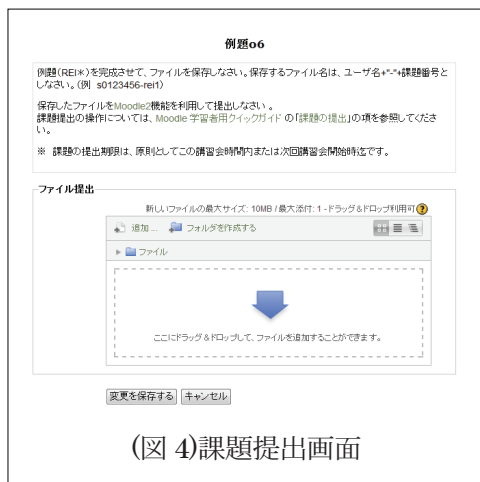 例題o6
例題(REI＊)を完成させて、ファイルを保存しなさい。保存するファイル名は、ユーザ名+"-"+課題番号と
しなさい。(例 s0123456-rei1)
保存したファイルをMoodle2機能を利用して提出しなさい 。
課題提出の操作については、Moodle 学習者用クイックガイド の「課題の提出」の項を参照してくださ
い。
※ 課題の提出期限は、原則としてこの講習会時間内または次回講習会開始時迄です。
ファイル提出
新しいファイルの最大サイズ: 10MB / 最大添付: 1 - ドラッグ＆ドロップ利用可 ?
追加 ... フォルダを作成する
ファイル
ここにドラッグ＆ドロップして、ファイルを追加することができます。
変更を保存する キャンセル
(図 4)課題提出画面